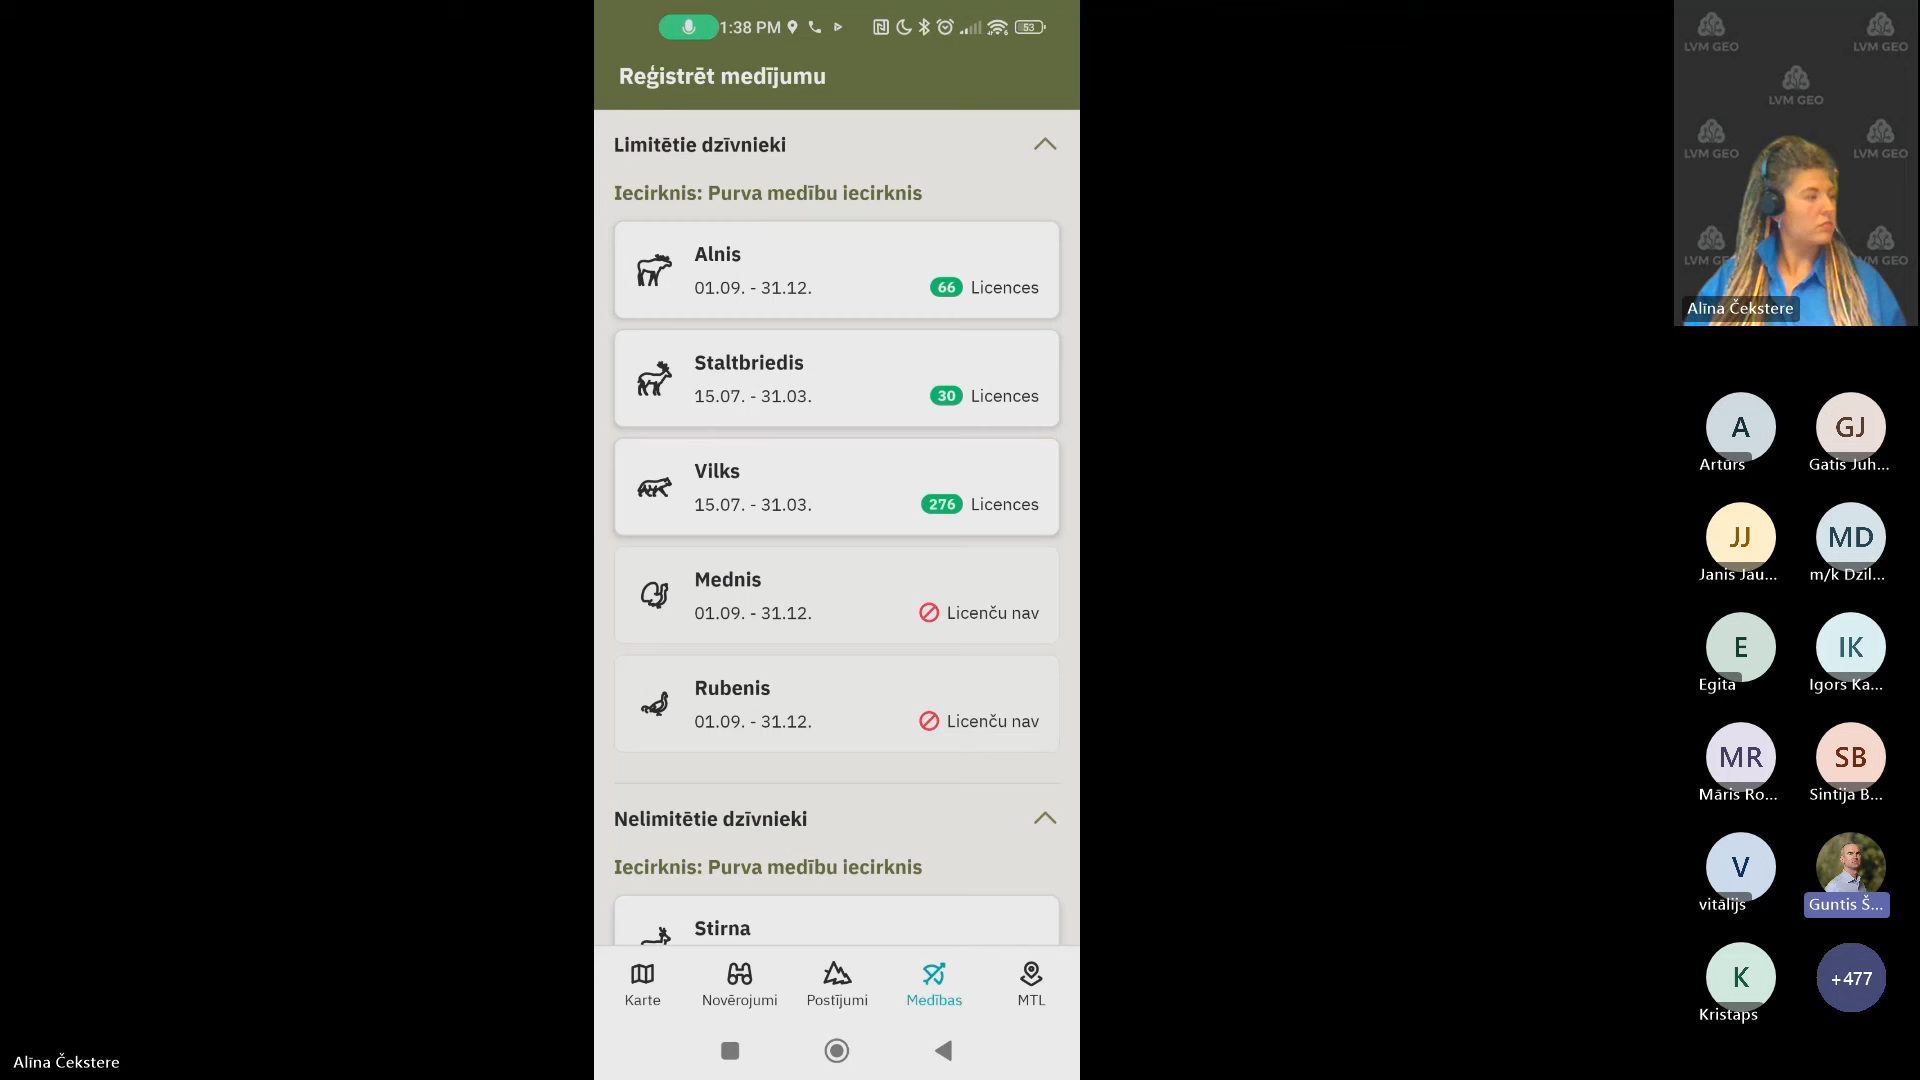 1:38 PM
53
Reģistrēt medījumu
Limitētie dzīvnieki
Iecirknis: Purva medību iecirknis
Alnis
01.09. - 31.12.
66 Licences
Staltbriedis
15.07. - 31.03.
30 Licences
Vilks
15.07. - 31.03.
276 Licences
Mednis
01.09. - 31.12.
Licenču nav
Rubenis
01.09. - 31.12.
Licenču nav
Nelimitētie dzīvnieki
Iecirknis: Purva medību iecirknis
Stirna
Karte
Novērojumi
Postījumi
Medības
MTL
Alīna Čekstere
LVM GEO
LVM GEO
LVM GEO
LVM GEO
LVM GEO
Alīna Čekstere
A
Artūrs
GJ
Gatis Juh...
JJ
Janis Jau...
MD
m/k Dzil...
E
Egita
IK
Igors Ka...
MR
Māris Ro...
SB
Sintija B...
V
vitālijs
Guntis Š...
K
Kristaps
+477